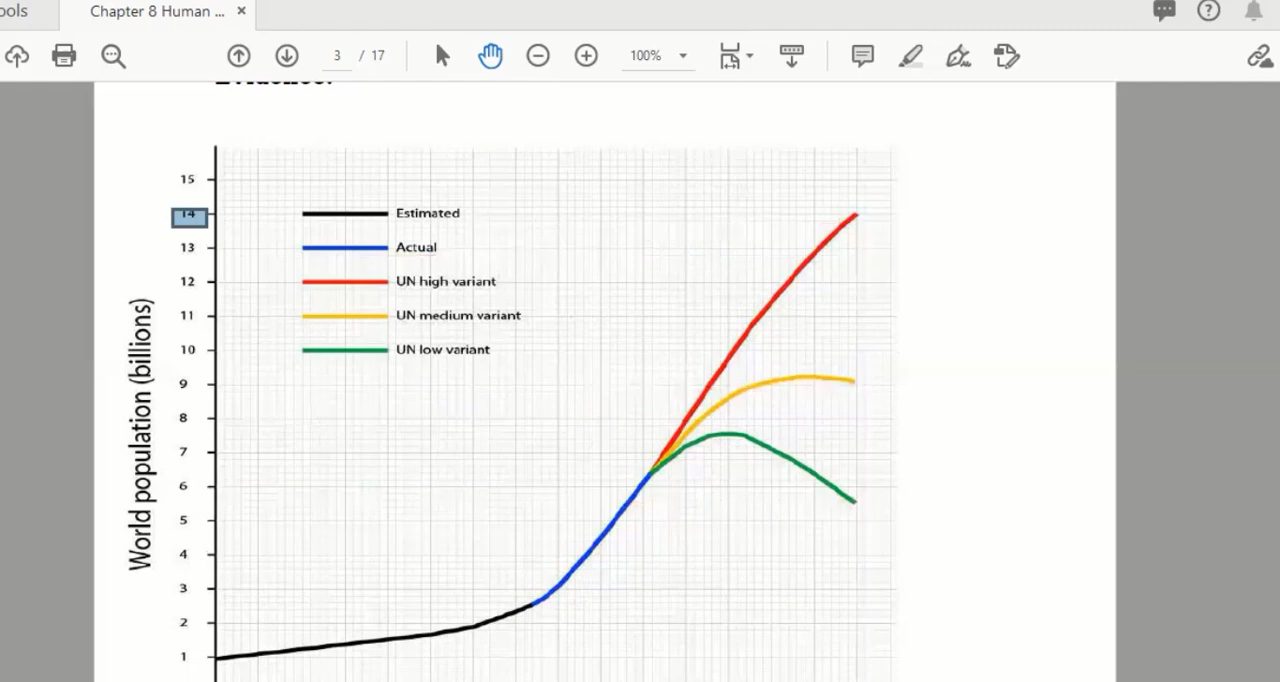 ools
Chapter 8 Human ... ×
3 / 17
100%
15
14
13
12
11
10
9
8
7
6
5
4
3
2
1
World population (billions)
Estimated
Actual
UN high variant
UN medium variant
UN low variant